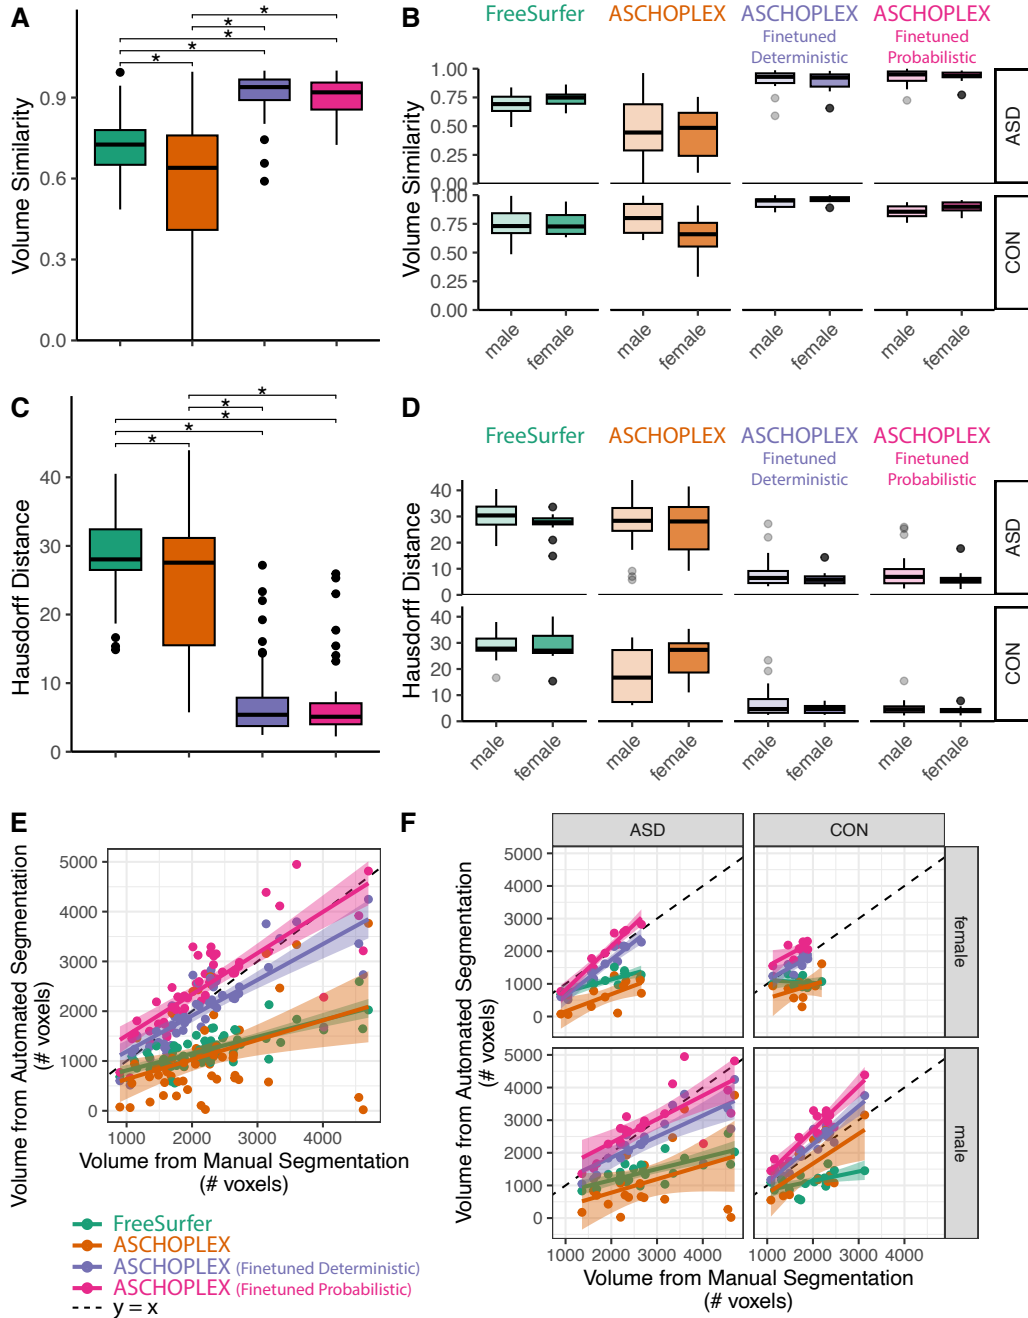 A
Volume Similarity
0.9
0.6
0.3
0.0
*
*
*
*
*
B
FreeSurfer
ASCHOPLEX
ASCHOPLEX
Finetuned
Deterministic
ASCHOPLEX
Finetuned
Probabilistic
Volume Similarity
1.00
0.75
0.50
0.25
0.00
ASD
1.00
0.75
0.50
0.25
0.00
CON
male
female
male
female
male
female
male
female
C
Hausdorff Distance
40
30
20
10
0
*
*
*
*
*
D
FreeSurfer
ASCHOPLEX
ASCHOPLEX
Finetuned
Deterministic
ASCHOPLEX
Finetuned
Probabilistic
Hausdorff Distance
40
30
20
10
0
ASD
40
30
20
10
0
CON
male
female
male
female
male
female
male
female
E
Volume from Automated Segmentation
(# voxels)
5000
4000
3000
2000
1000
0
1000
2000
3000
4000
Volume from Manual Segmentation
(# voxels)
FreeSurfer
ASCHOPLEX
ASCHOPLEX (Finetuned Deterministic)
ASCHOPLEX (Finetuned Probabilistic)
y = x
F
ASD
CON
Volume from Automated Segmentation
(# voxels)
5000
4000
3000
2000
1000
0
female
5000
4000
3000
2000
1000
0
male
1000
2000
3000
4000
1000
2000
3000
4000
Volume from Manual Segmentation
(# voxels)